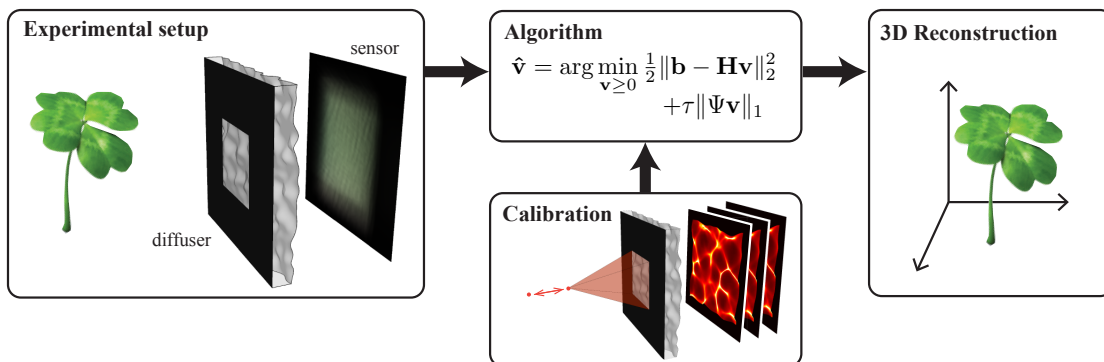 Experimental setup
sensor
diffuser
Algorithm
v̂ = arg min_{v≥0} ½‖b − Hv‖₂²
+τ‖Ψv‖₁
Calibration
3D Reconstruction